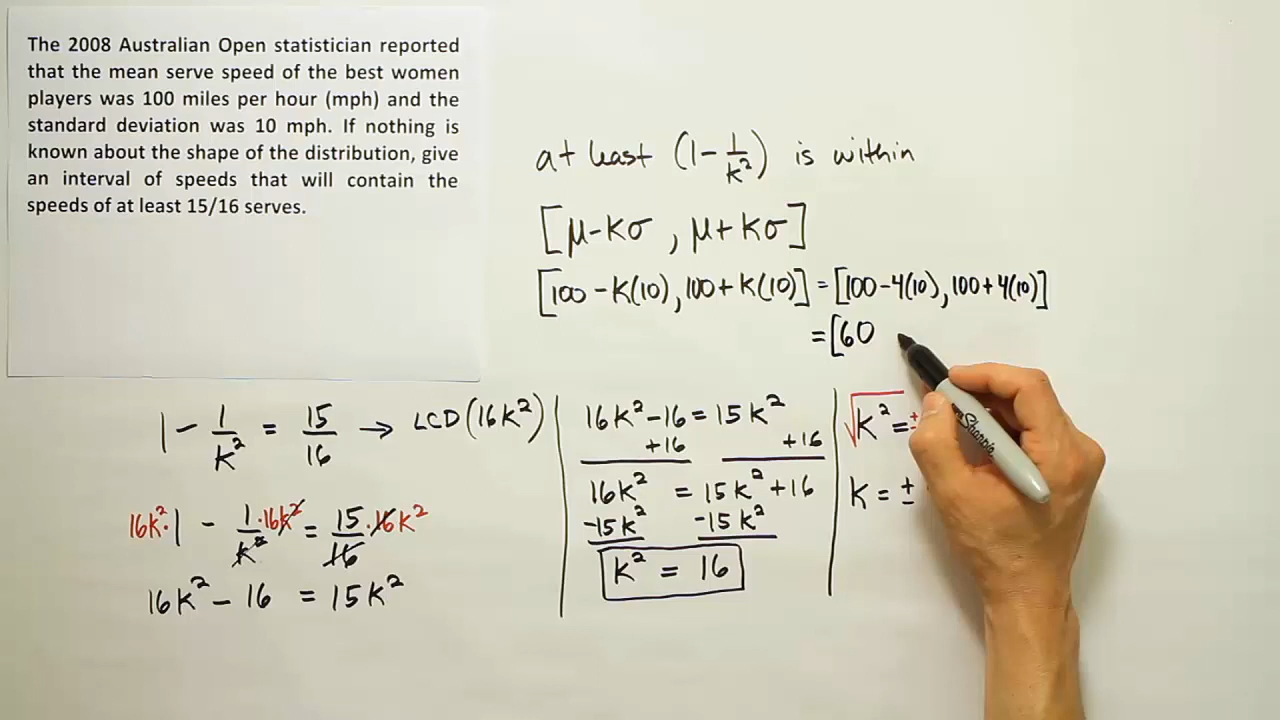 The 2008 Australian Open statistician reported
that the mean serve speed of the best women
players was 100 miles per hour (mph) and the
standard deviation was 10 mph. If nothing is
known about the shape of the distribution, give
an interval of speeds that will contain the
speeds of at least 15/16 serves.
at least (1 - 1/k²) is within
[μ-kσ, μ+kσ]
[100-k(10), 100+k(10)] = [100-4(10), 100+4(10)]
= [60
1 - 1/k² = 15/16 → LCD(16k²)
16k²·1 - 1/k²·16k² = 15/16·16k²
16k² - 16 = 15k²
16k²-16 = 15k²
+16 +16
16k² = 15k²+16
-15k² -15k²
k² = 16
√k² = ±
k = ±
Sharpie